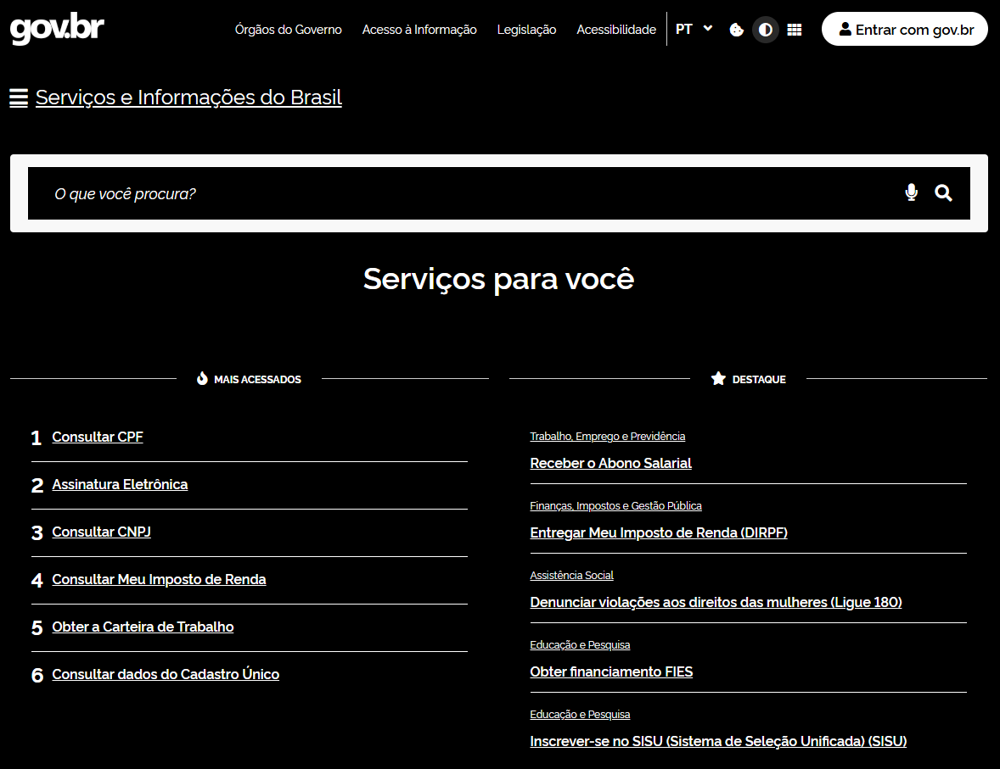 gov.br
Órgãos do Governo Acesso à Informação Legislação Acessibilidade PT Entrar com gov.br
Serviços e Informações do Brasil
O que você procura?
Serviços para você
MAIS ACESSADOS
1 Consultar CPF
2 Assinatura Eletrônica
3 Consultar CNPJ
4 Consultar Meu Imposto de Renda
5 Obter a Carteira de Trabalho
6 Consultar dados do Cadastro Único
DESTAQUE
Trabalho, Emprego e Previdência
Receber o Abono Salarial
Finanças, Impostos e Gestão Pública
Entregar Meu Imposto de Renda (DIRPF)
Assistência Social
Denunciar violações aos direitos das mulheres (Ligue 180)
Educação e Pesquisa
Obter financiamento FIES
Educação e Pesquisa
Inscrever-se no SISU (Sistema de Seleção Unificada) (SISU)